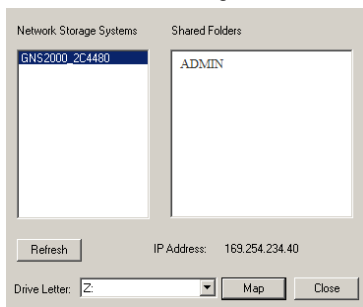 Network Storage Systems Shared Folders
GNS2000_2C4480 ADMIN
Refresh IP Address: 169.254.234.40
Drive Letter: Z: Map Close